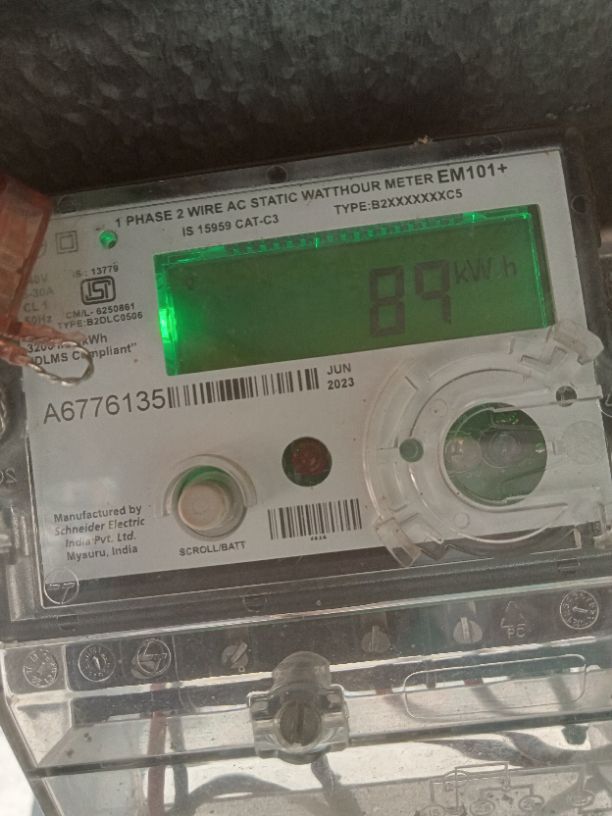 1 PHASE 2 WIRE AC STATIC WATTHOUR METER EM101+
IS 15959 CAT-C3 TYPE:B2XXXXXXXC5
IS : 13779
CL 1
50Hz
CM/L- 6250861
TYPE:B2DLC0506
DLMS Compliant"
89 kW.h
A6776135
JUN
2023
Manufactured by
Schneider Electric
India Pvt. Ltd.
Mysuru, India
SCROLL/BATT
PC